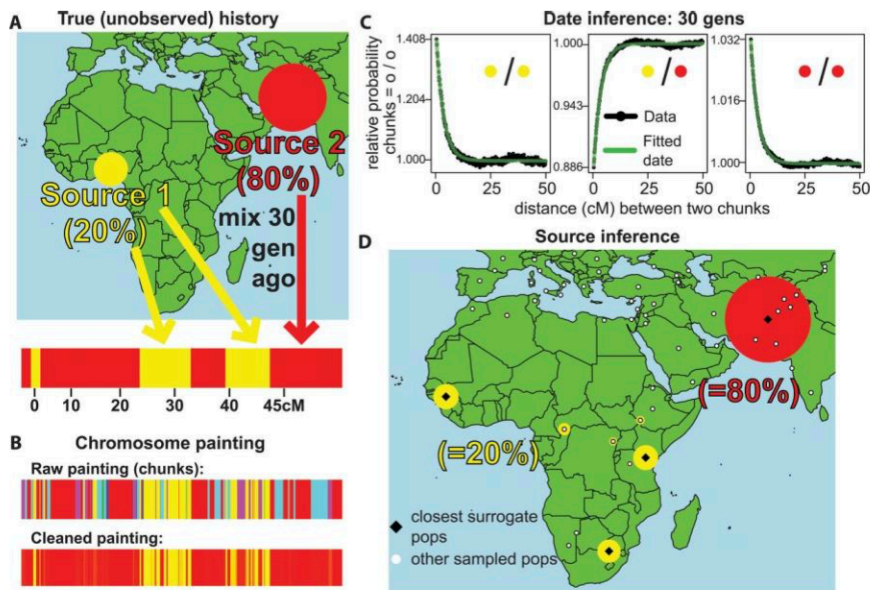 A True (unobserved) history
Source 1
(20%)
Source 2
(80%)
mix 30
gen
ago
0 10 20 30 40 45cM
B Chromosome painting
Raw painting (chunks):
Cleaned painting:
C Date inference: 30 gens
relative probability
chunks = o / o
1.408
1.204
1.000
/
0 25 50
1.000
0.943
0.886
/
Data
Fitted
date
0 25 50
1.032
1.016
1.000
/
0 25 50
distance (cM) between two chunks
D Source inference
(=80%)
(=20%)
closest surrogate
pops
other sampled pops